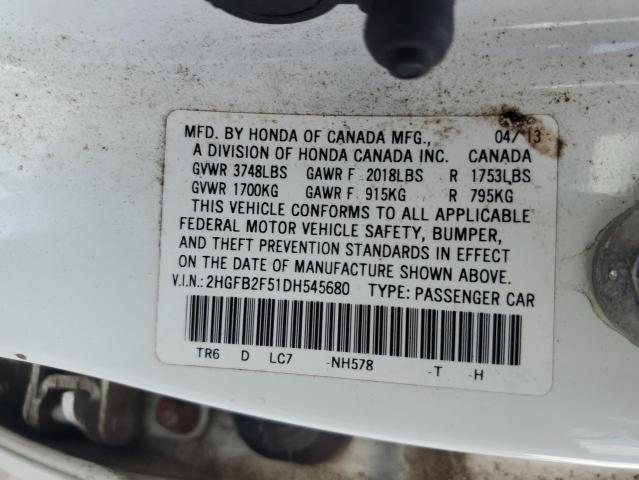 MFD. BY HONDA OF CANADA MFG., 04/13
A DIVISION OF HONDA CANADA INC. CANADA
GVWR 3748LBS GAWR F 2018LBS R 1753LBS
GVWR 1700KG GAWR F 915KG R 795KG
THIS VEHICLE CONFORMS TO ALL APPLICABLE
FEDERAL MOTOR VEHICLE SAFETY, BUMPER,
AND THEFT PREVENTION STANDARDS IN EFFECT
ON THE DATE OF MANUFACTURE SHOWN ABOVE.
V.I.N.: 2HGFB2F51DH545680 TYPE: PASSENGER CAR
TR6 D LC7 -NH578 -T -H